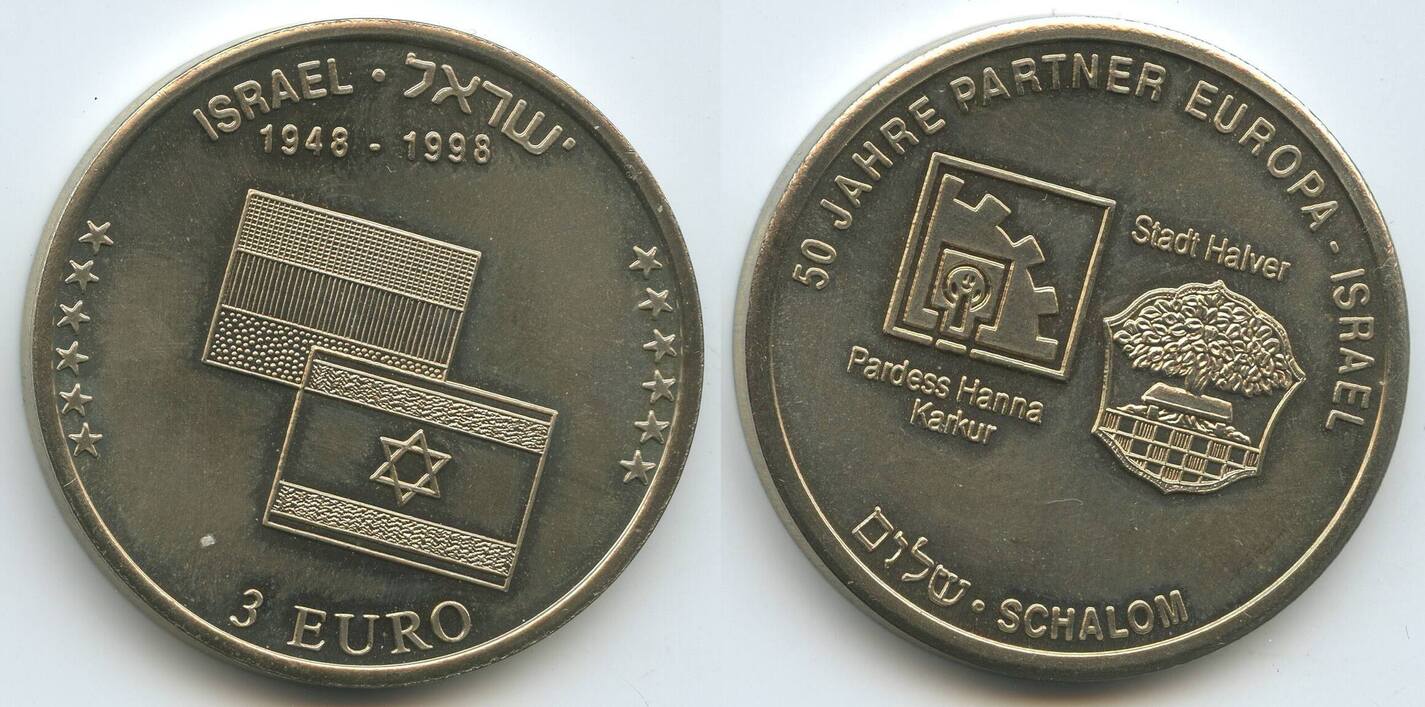 ISRAEL · ישראל
1948 - 1998
3 EURO
50 JAHRE PARTNER EUROPA - ISRAEL
Stadt Halver
Pardess Hanna
Karkur
שלום · SCHALOM